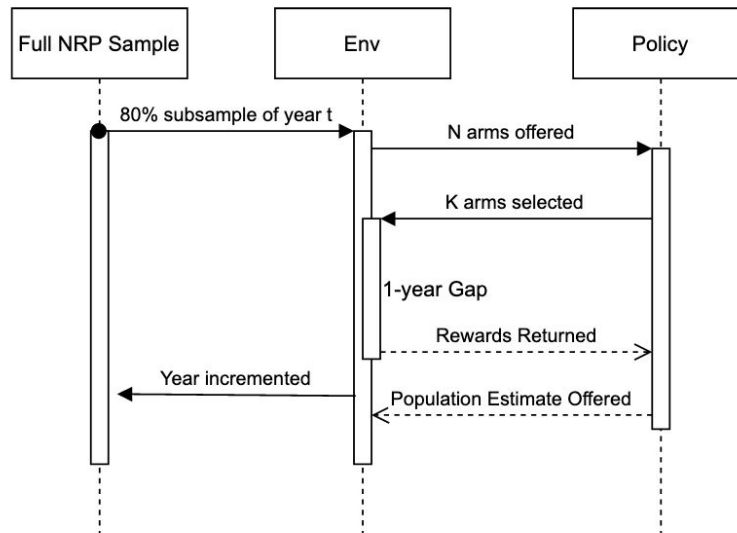 Full NRP Sample
Env
Policy
80% subsample of year t
N arms offered
K arms selected
1-year Gap
Rewards Returned
Year incremented
Population Estimate Offered